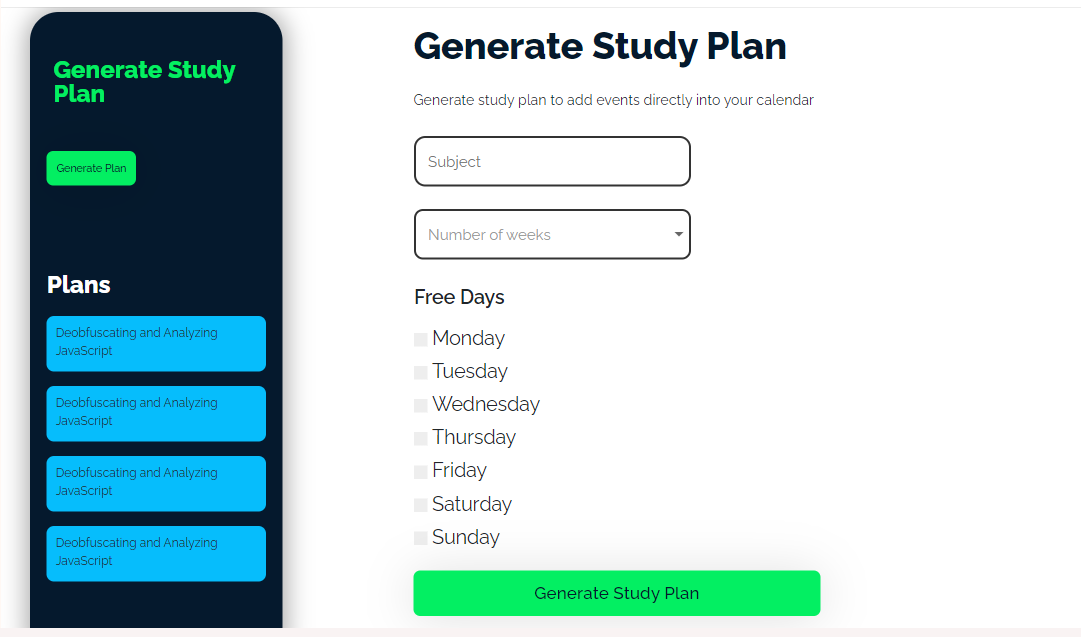 Generate Study
Plan
Generate Plan
Plans
Deobfuscating and Analyzing
JavaScript
Deobfuscating and Analyzing
JavaScript
Deobfuscating and Analyzing
JavaScript
Deobfuscating and Analyzing
JavaScript
Generate Study Plan
Generate study plan to add events directly into your calendar
Subject
Number of weeks
Free Days
Monday
Tuesday
Wednesday
Thursday
Friday
Saturday
Sunday
Generate Study Plan